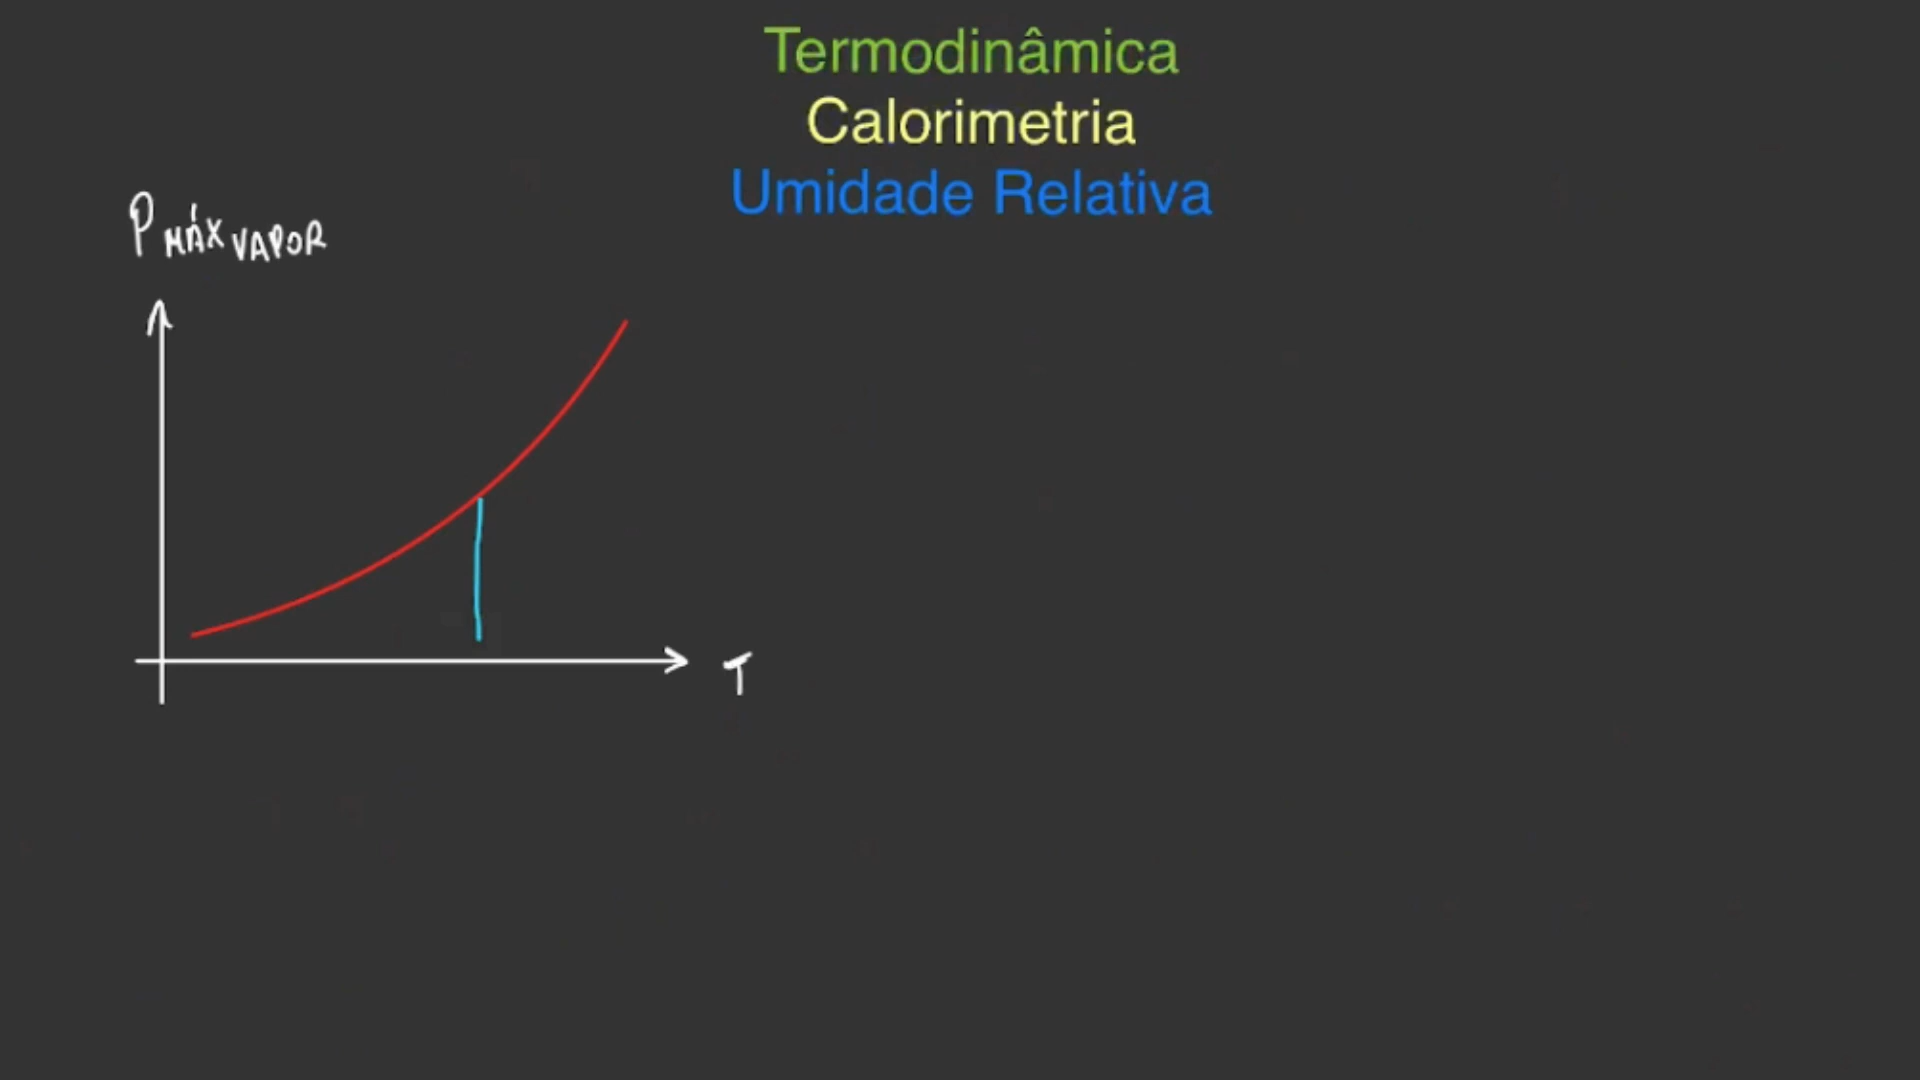 Termodinâmica
Calorimetria
Umidade Relativa
P MÁX VAPOR
T